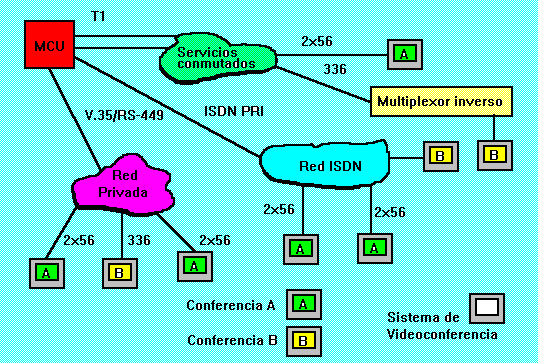 T1
MCU
Servicios
conmutados
2x56
A
336
Multiplexor inverso
V.35/RS-449
ISDN PRI
B
B
Red ISDN
Red
Privada
2x56
2x56
2x56
336
2x56
A
A
A
B
A
Conferencia A
A
Conferencia B
B
Sistema de
Videoconferencia